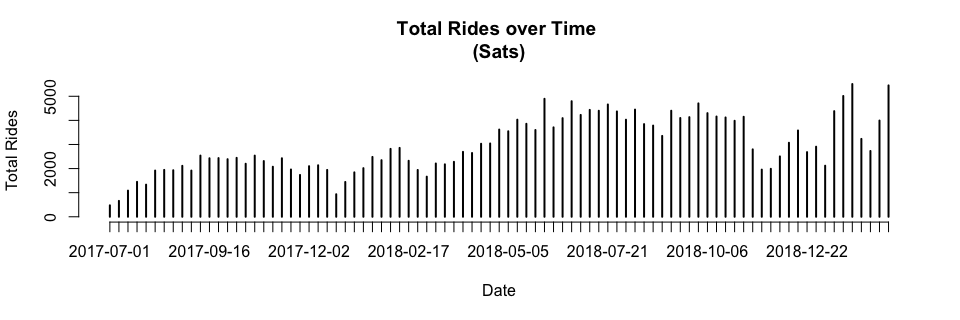 Total Rides over Time
(Sats)
Total Rides
5000
2000
0
2017-07-01 2017-09-16 2017-12-02 2018-02-17 2018-05-05 2018-07-21 2018-10-06 2018-12-22
Date